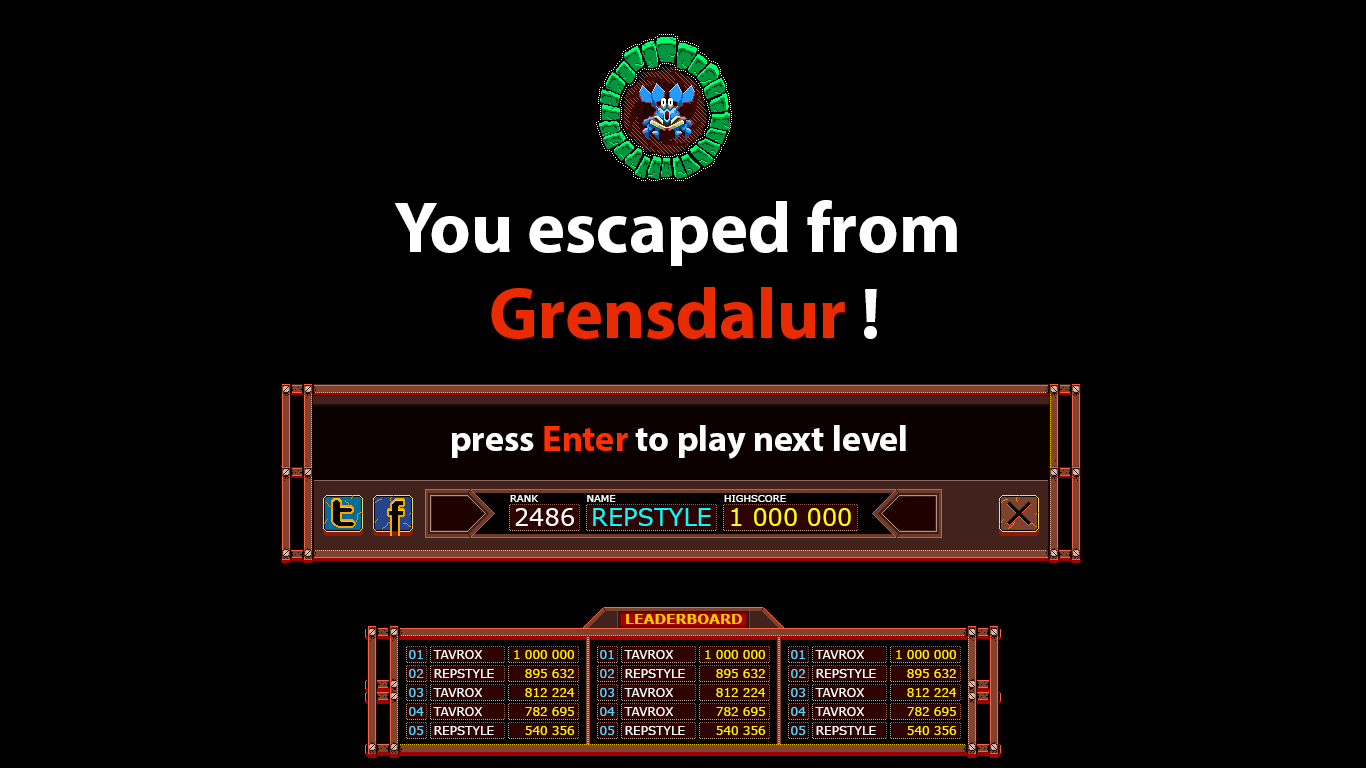 You escaped from
Grensdalur !
press Enter to play next level
RANK NAME HIGHSCORE
2486 REPSTYLE 1 000 000
LEADERBOARD
01 TAVROX 1 000 000 01 TAVROX 1 000 000 01 TAVROX 1 000 000
02 REPSTYLE 895 632 02 REPSTYLE 895 632 02 REPSTYLE 895 632
03 TAVROX 812 224 03 TAVROX 812 224 03 TAVROX 812 224
04 TAVROX 782 695 04 TAVROX 782 695 04 TAVROX 782 695
05 REPSTYLE 540 356 05 REPSTYLE 540 356 05 REPSTYLE 540 356